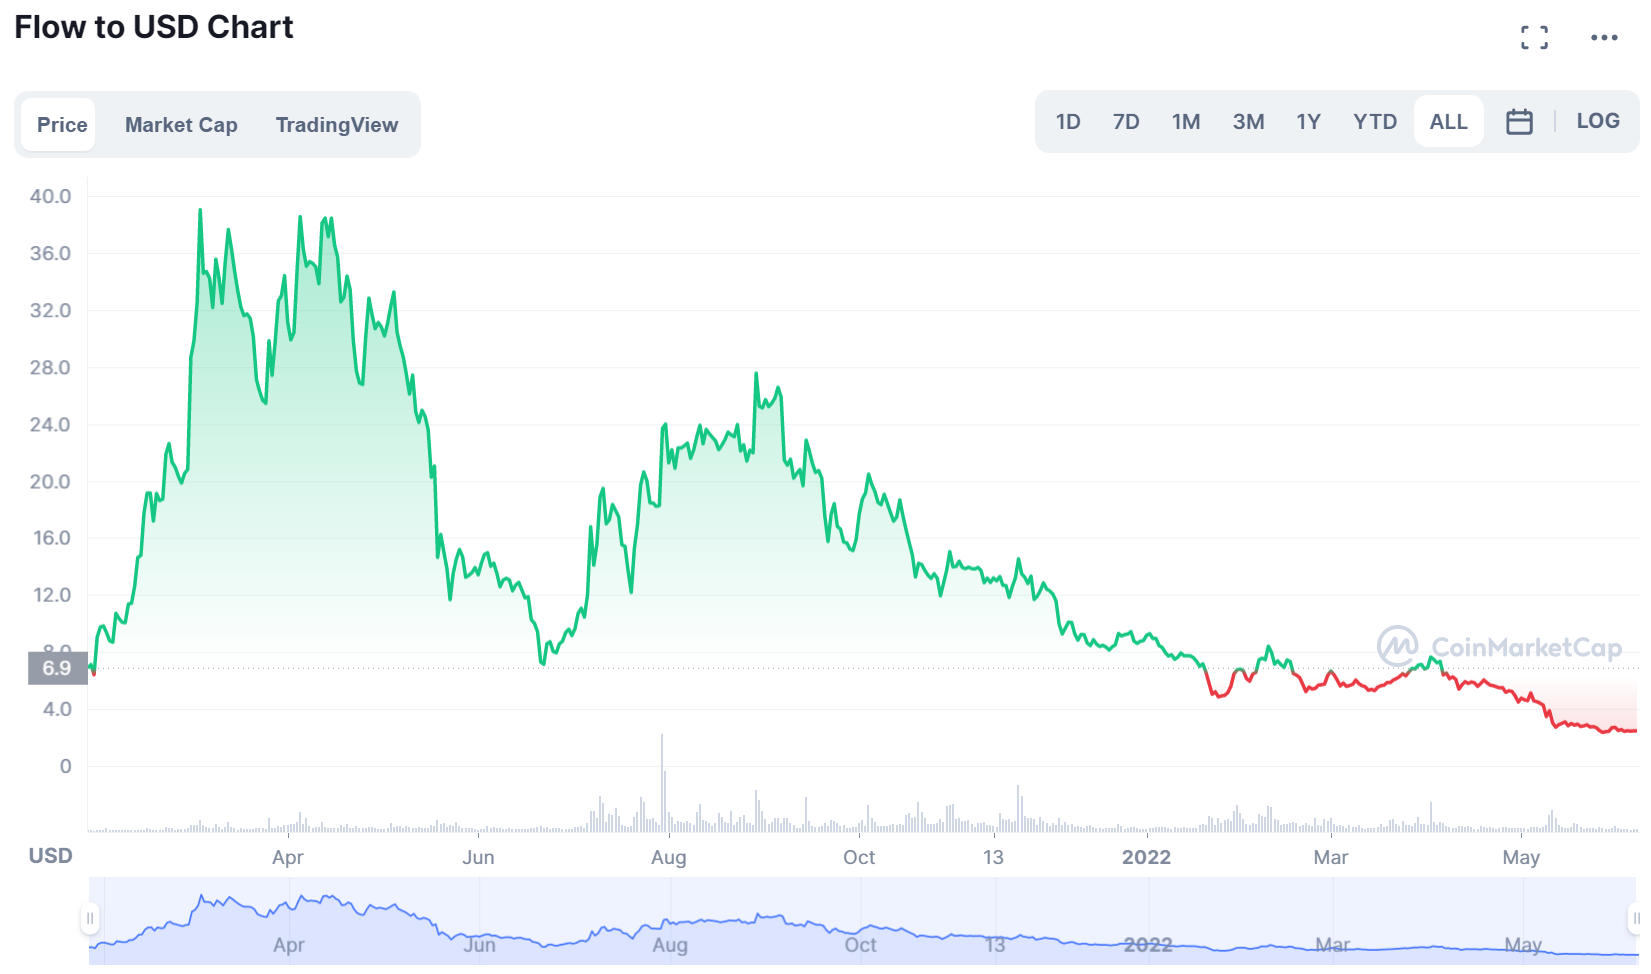 Flow to USD Chart
Price Market Cap TradingView
1D 7D 1M 3M 1Y YTD ALL LOG
40.0
36.0
32.0
28.0
24.0
20.0
16.0
12.0
8.0
CoinMarketCap
6.9
4.0
0
USD Apr Jun Aug Oct 13 2022 Mar May
Apr Jun Aug Oct 13 2022 Mar May